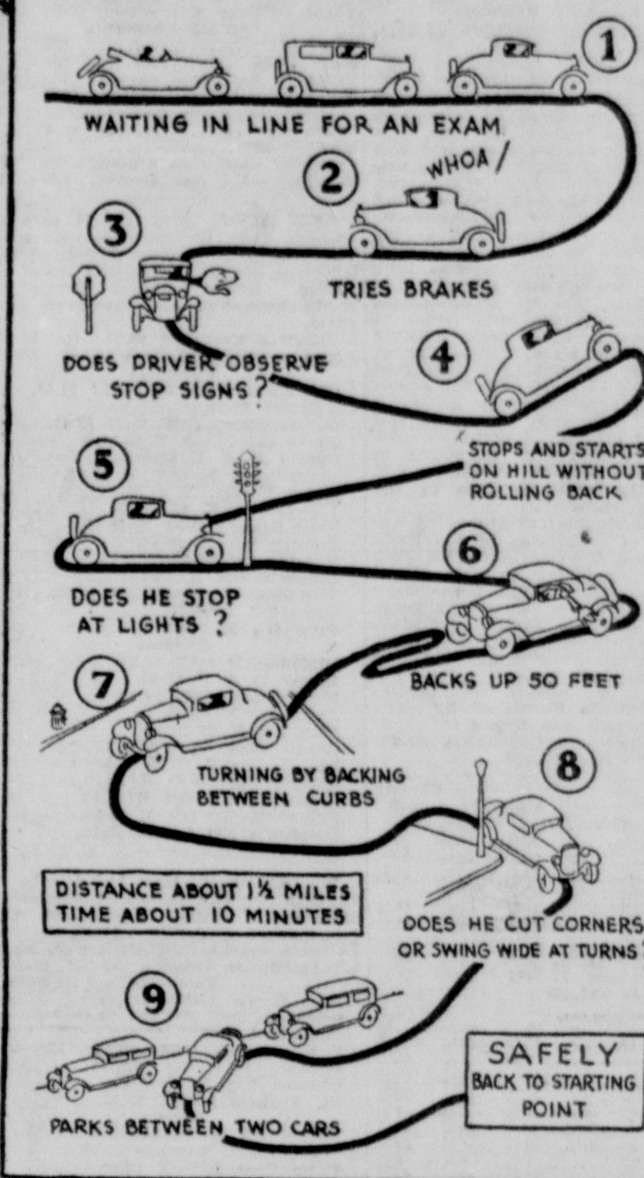 1
WAITING IN LINE FOR AN EXAM.
2
WHOA/
TRIES BRAKES
3
DOES DRIVER OBSERVE
STOP SIGNS?
4
STOPS AND STARTS
ON HILL WITHOUT
ROLLING BACK
5
DOES HE STOP
AT LIGHTS?
6
BACKS UP 50 FEET
7
TURNING BY BACKING
BETWEEN CURBS
8
DOES HE CUT CORNERS
OR SWING WIDE AT TURNS?
DISTANCE ABOUT 1½ MILES
TIME ABOUT 10 MINUTES
9
PARKS BETWEEN TWO CARS
SAFELY
BACK TO STARTING
POINT